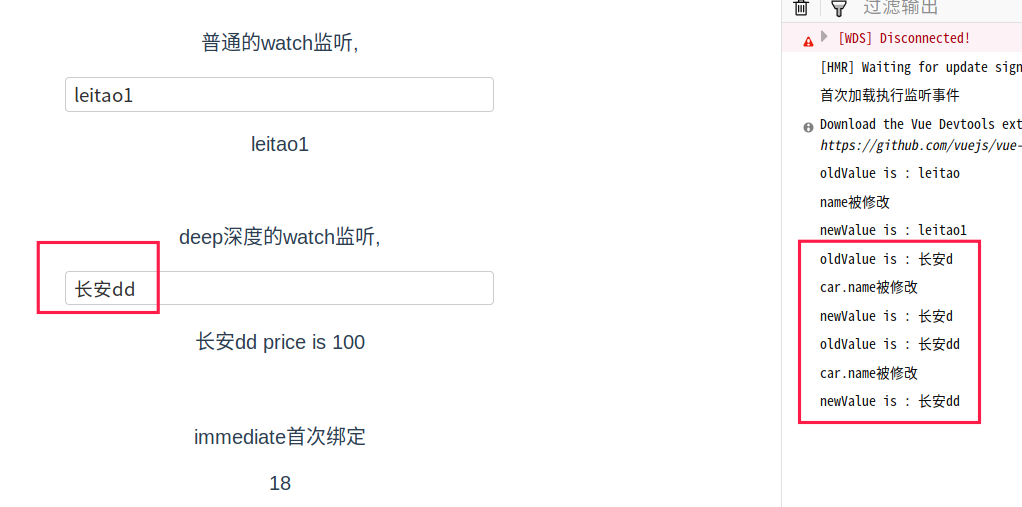 普通的watch监听,
leitao1
leitao1
deep深度的watch监听,
长安dd
长安dd price is 100
immediate首次绑定
18
过滤输出
[WDS] Disconnected!
[HMR] Waiting for update sign
首次加载执行监听事件
Download the Vue Devtools ext
https://github.com/vuejs/vue-
oldValue is : leitao
name被修改
newValue is : leitao1
oldValue is : 长安d
car.name被修改
newValue is : 长安d
oldValue is : 长安dd
car.name被修改
newValue is : 长安dd